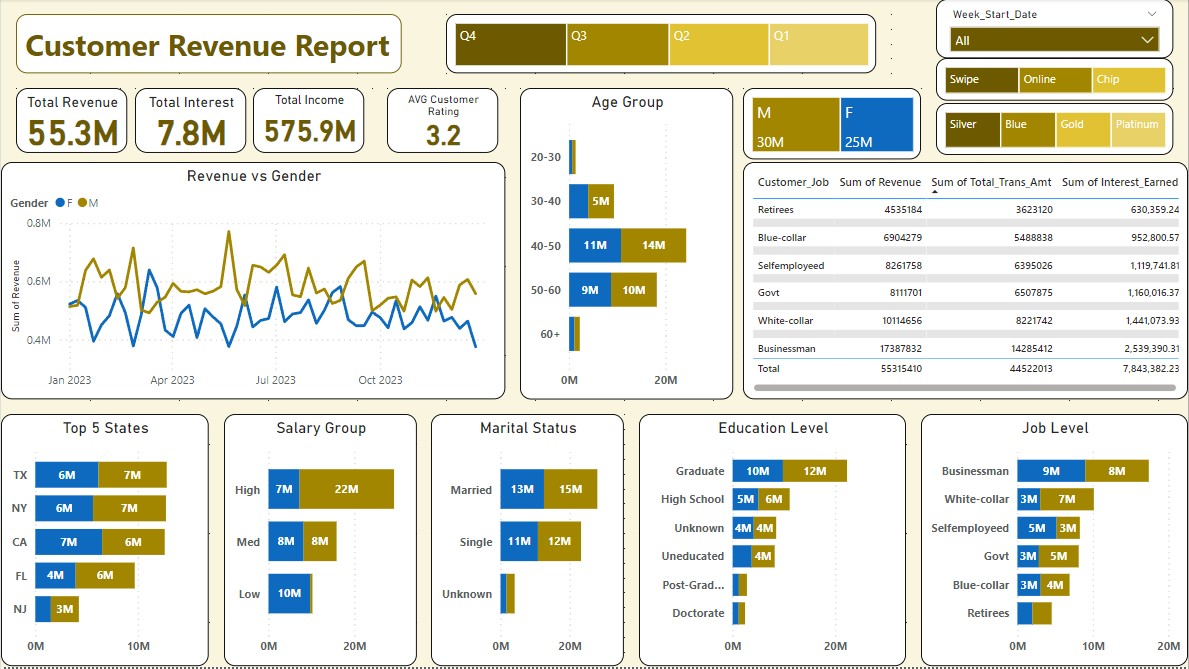 Customer Revenue Report
Q4 Q3 Q2 Q1
Week_Start_Date
All
Swipe Online Chip
Silver Blue Gold Platinum
Total Revenue
55.3M
Total Interest
7.8M
Total Income
575.9M
AVG Customer
Rating
3.2
Age Group
20-30
30-40 5M
40-50 11M 14M
50-60 9M 10M
60+
0M 20M
M
30M
F
25M
Revenue vs Gender
Gender F M
Sum of Revenue
0.8M
0.6M
0.4M
Jan 2023 Apr 2023 Jul 2023 Oct 2023
Customer_Job Sum of Revenue Sum of Total_Trans_Amt Sum of Interest_Earned
Retirees 4535184 3623120 630,359.24
Blue-collar 6904279 5488838 952,800.57
Selfemployeed 8261758 6395026 1,119,741.81
Govt 8111701 6507875 1,160,016.37
White-collar 10114656 8221742 1,441,073.93
Businessman 17387832 14285412 2,539,390.31
Total 55315410 44522013 7,843,382.23
Top 5 States
TX 6M 7M
NY 6M 7M
CA 7M 6M
FL 4M 6M
NJ 3M
0M 10M
Salary Group
High 7M 22M
Med 8M 8M
Low 10M
0M 20M
Marital Status
Married 13M 15M
Single 11M 12M
Unknown
0M 20M
Education Level
Graduate 10M 12M
High School 5M 6M
Unknown 4M 4M
Uneducated 4M
Post-Grad...
Doctorate
0M 20M
Job Level
Businessman 9M 8M
White-collar 3M 7M
Selfemployeed 5M 3M
Govt 3M 5M
Blue-collar 3M 4M
Retirees
0M 10M 20M